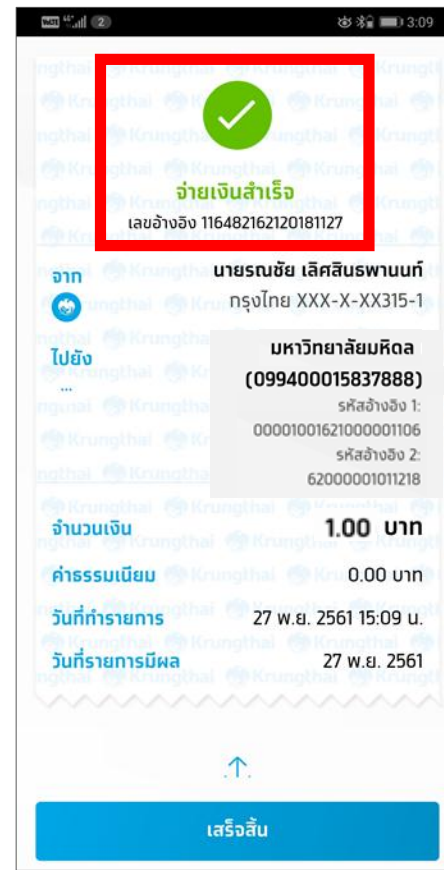 2 3:09
จ่ายเงินสำเร็จ
เลขอ้างอิง 116482162120181127
จาก นายรณชัย เลิศสินธพานนท์
กรุงไทย XXX-X-XX315-1
ไปยัง มหาวิทยาลัยมหิดล
... (099400015837888)
รหัสอ้างอิง 1:
00001001621000001106
รหัสอ้างอิง 2:
62000001011218
จำนวนเงิน 1.00 บาท
ค่าธรรมเนียม 0.00 บาท
วันที่ทำรายการ 27 พ.ย. 2561 15:09 น.
วันที่รายการมีผล 27 พ.ย. 2561
เสร็จสิ้น